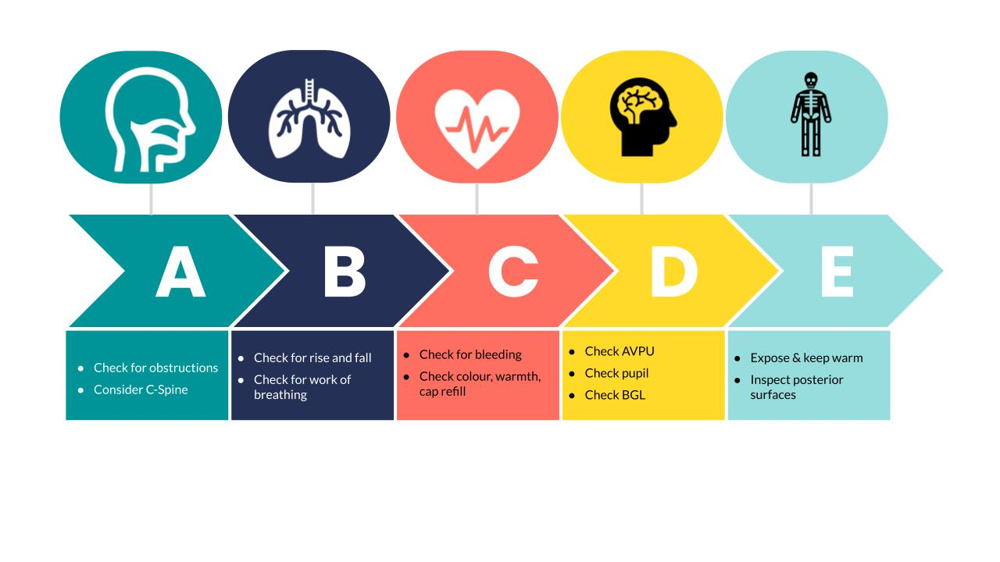 A
B
C
D
E
● Check for obstructions
● Consider C-Spine
● Check for rise and fall
● Check for work of
breathing
● Check for bleeding
● Check colour, warmth,
cap refill
● Check AVPU
● Check pupil
● Check BGL
● Expose & keep warm
● Inspect posterior
surfaces